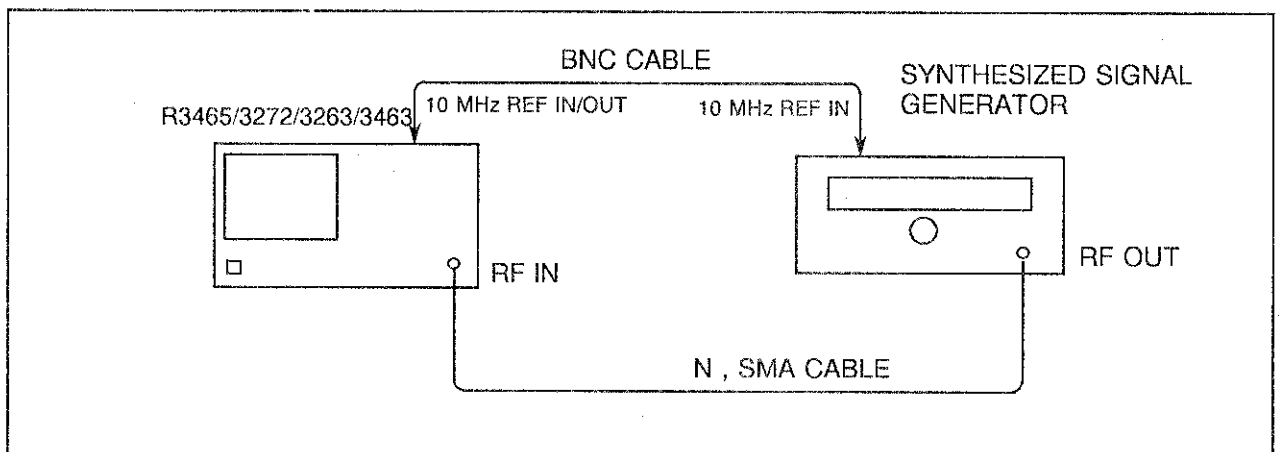 BNC CABLE
SYNTHESIZED SIGNAL
GENERATOR
R3465/3272/3263/3463
10 MHz REF IN/OUT
10 MHz REF IN
RF IN
RF OUT
N , SMA CABLE